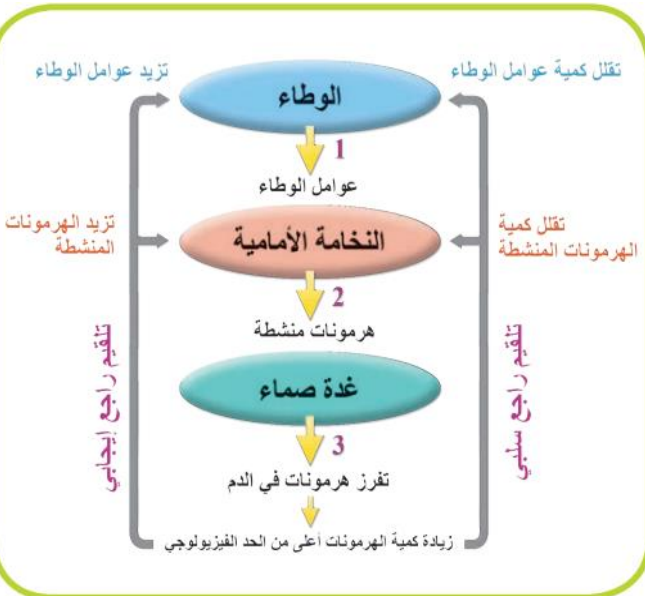 تقلل كمية عوامل الوطاء
تزيد عوامل الوطاء
الوطاء
1
عوامل الوطاء
تقلل كمية
الهرمونات المنشطة
تزيد الهرمونات
المنشطة
النخامة الأمامية
2
هرمونات منشطة
تلقيم راجع سلبي
تلقيم راجع إيجابي
غدة صماء
3
تفرز هرمونات في الدم
زيادة كمية الهرمونات أعلى من الحد الفيزيولوجي